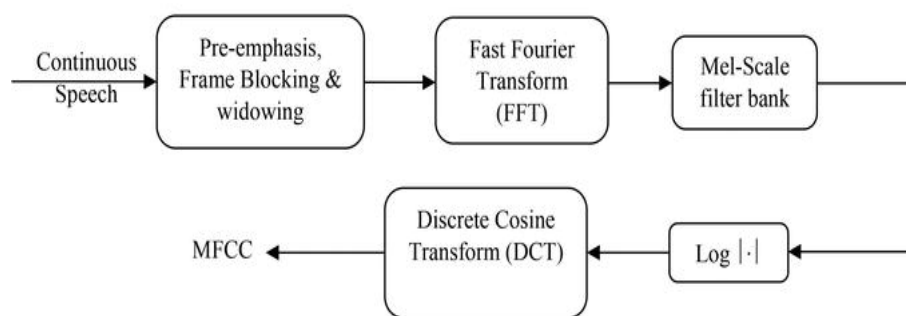 Continuous
Speech
Pre-emphasis,
Frame Blocking &
widowing
Fast Fourier
Transform
(FFT)
Mel-Scale
filter bank
Log |·|
Discrete Cosine
Transform (DCT)
MFCC